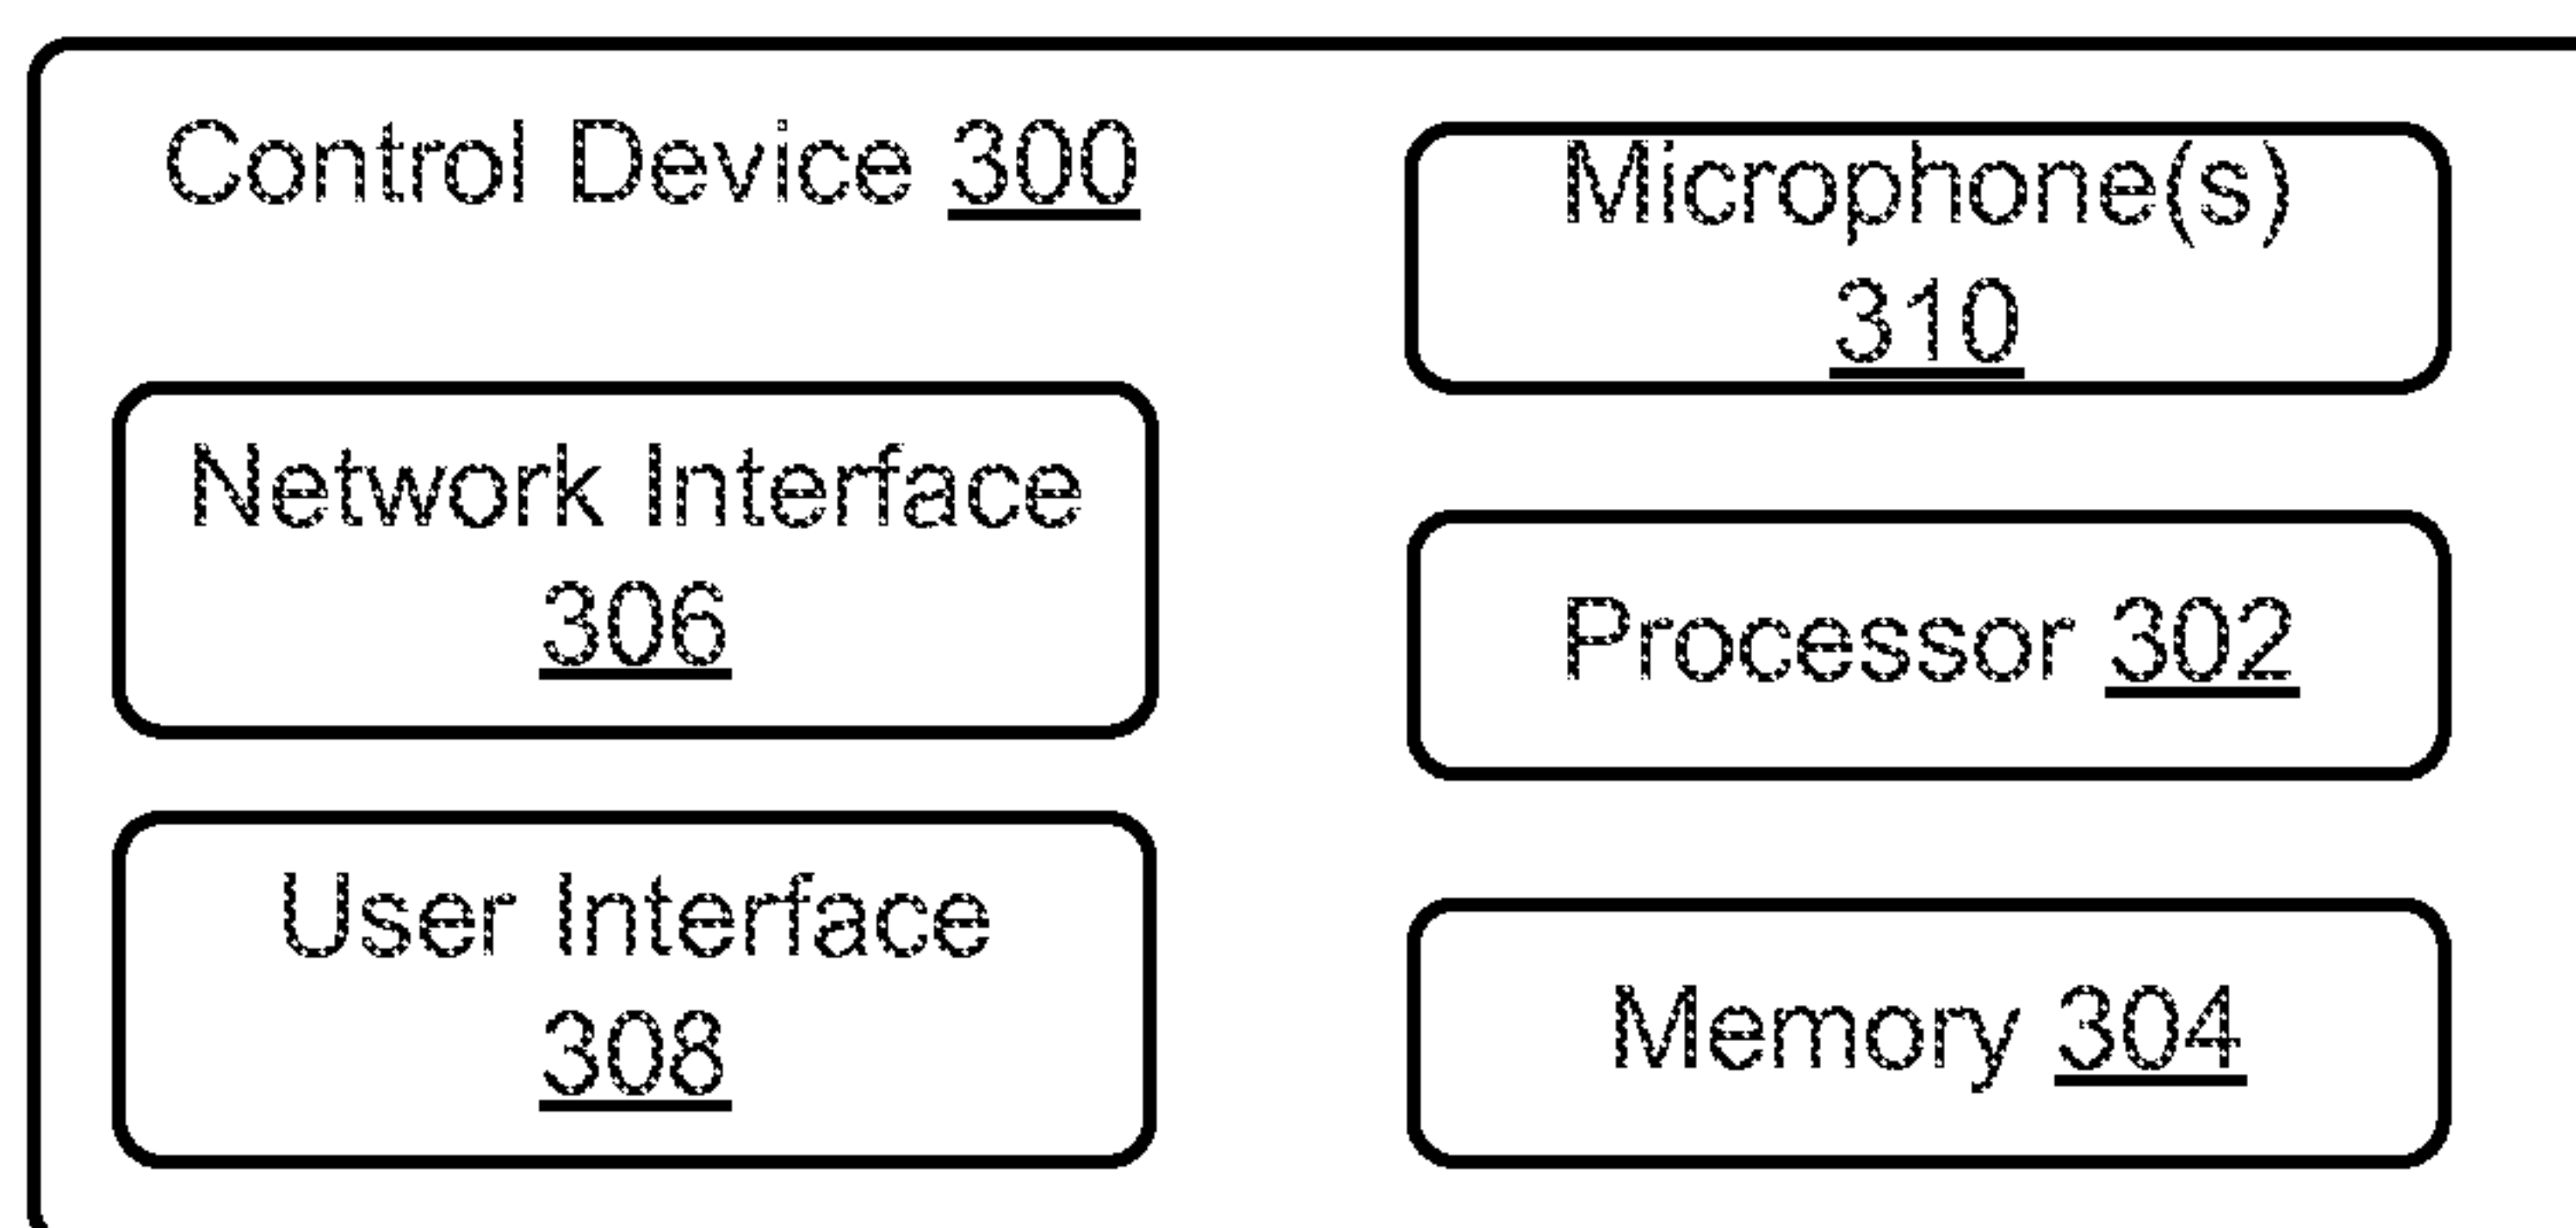 Control Device 300
Microphone(s)
310
Network Interface
306
Processor 302
User Interface
308
Memory 304